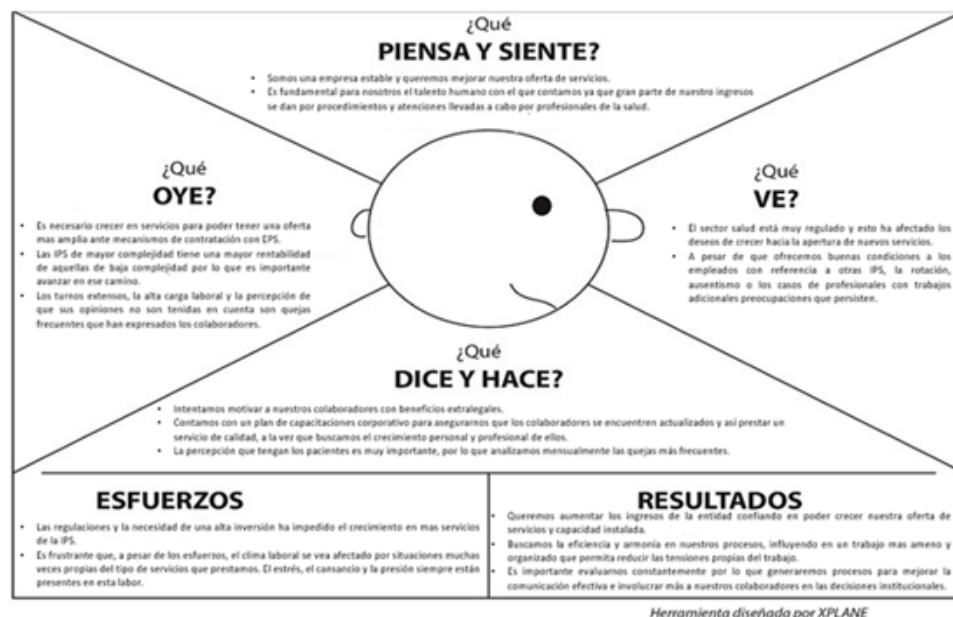 ¿Qué
PIENSA Y SIENTE?
• Somos una empresa estable y queremos mejorar nuestra oferta de servicios.
• Es fundamental para nosotros el talento humano con el que contamos ya que gran parte de nuestro ingresos
se dan por procedimientos y atenciones llevadas a cabo por profesionales de la salud.
¿Qué
OYE?
• Es necesario crecer en servicios para poder tener una oferta
mas amplia ante mecanismos de contratación con EPS.
• Las IPS de mayor complejidad tiene una mayor rentabilidad
de aquellas de baja complejidad por lo que es importante
avanzar en ese camino.
• Los turnos extensos, la alta carga laboral y la percepción de
que sus opiniones no son tenidas en cuenta son quejas
frecuentes que han expresados los colaboradores.
¿Qué
VE?
• El sector salud está muy regulado y esto ha afectado los
deseos de crecer hacia la apertura de nuevos servicios.
• A pesar de que ofrecemos buenas condiciones a los
empleados con referencia a otras IPS, la rotación,
ausentismo o los casos de profesionales con trabajos
adicionales preocupaciones que persisten.
¿Qué
DICE Y HACE?
• Intentamos motivar a nuestros colaboradores con beneficios extralegales.
• Contamos con un plan de capacitaciones corporativo para asegurarnos que los colaboradores se encuentren actualizados y así prestar un
servicio de calidad, a la vez que buscamos el crecimiento personal y profesional de ellos.
• La percepción que tengan los pacientes es muy importante, por lo que analizamos mensualmente las quejas más frecuentes.
ESFUERZOS
• Las regulaciones y la necesidad de una alta inversión ha impedido el crecimiento en mas servicios
de la IPS.
• Es frustrante que, a pesar de los esfuerzos, el clima laboral se vea afectado por situaciones muchas
veces propias del tipo de servicios que prestamos. El estrés, el cansancio y la presión siempre están
presentes en esta labor.
RESULTADOS
• Queremos aumentar los ingresos de la entidad confiando en poder crecer nuestra oferta de
servicios y capacidad instalada.
• Buscamos la eficiencia y armonía en nuestros procesos, influyendo en un trabajo mas ameno y
organizado que permita reducir las tensiones propias del trabajo.
• Es importante evaluarnos constantemente por lo que generaremos procesos para mejorar la
comunicación efectiva e involucrar más a nuestros colaboradores en las decisiones institucionales.
Herramienta diseñada por XPLANE